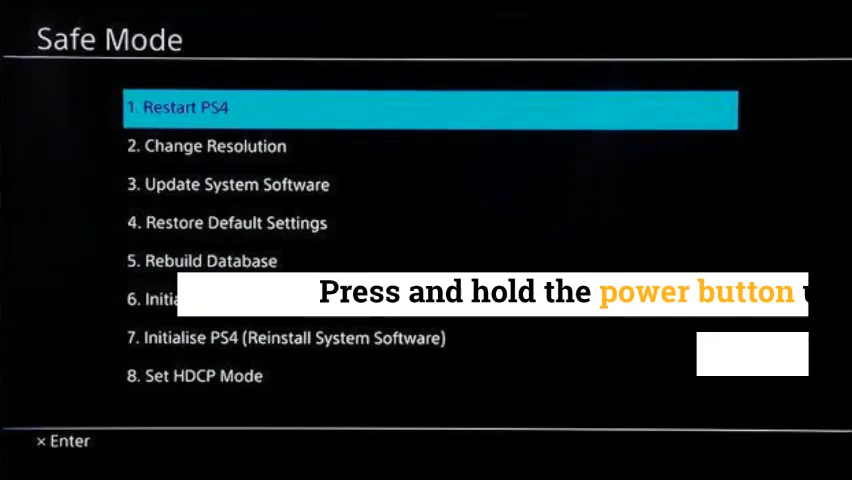 Safe Mode
1. Restart PS4
2. Change Resolution
3. Update System Software
4. Restore Default Settings
5. Rebuild Database
Press and hold the power button
6.
7. Initialise PS4 (Reinstall System Software)
8. Set HDCP Mode
× Enter